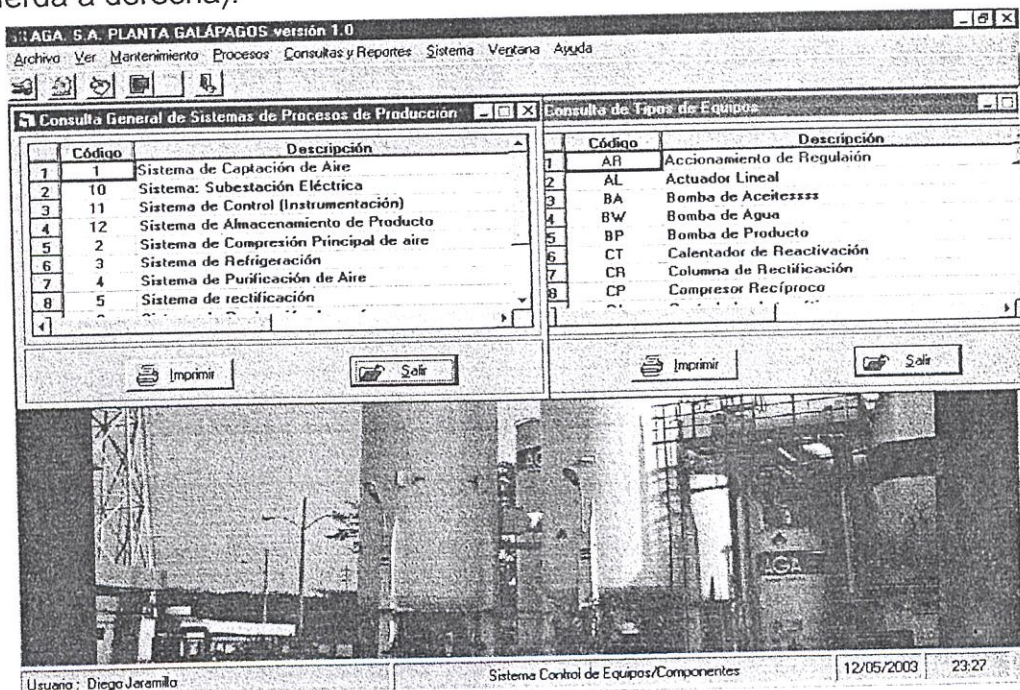 erda a derecha).
AGA. S.A. PLANTA GALÁPAGOS versión 1.0
Archivo Ver Mantenimiento Procesos Consultas y Reportes Sistema Ventana Ayuda
Consulta General de Sistemas de Procesos de Producción
Código Descripción
1 1 Sistema de Captación de Aire
2 10 Sistema: Subestación Eléctrica
3 11 Sistema de Control (Instrumentación)
4 12 Sistema de Almacenamiento de Producto
5 2 Sistema de Compresión Principal de aire
6 3 Sistema de Refrigeración
7 4 Sistema de Purificación de Aire
8 5 Sistema de rectificación
Imprimir Salir
Consulta de Tipos de Equipos
Código Descripción
1 AR Accionamiento de Regulaión
2 AL Actuador Lineal
3 BA Bomba de Aceitessss
4 BW Bomba de Agua
5 BP Bomba de Producto
6 CT Calentador de Reactivación
7 CR Columna de Rectificación
8 CP Compresor Recíproco
Imprimir Salir
AGA
Usuario : Diego Jaramillo Sistema Control de Equipos/Componentes 12/05/2003 23:27